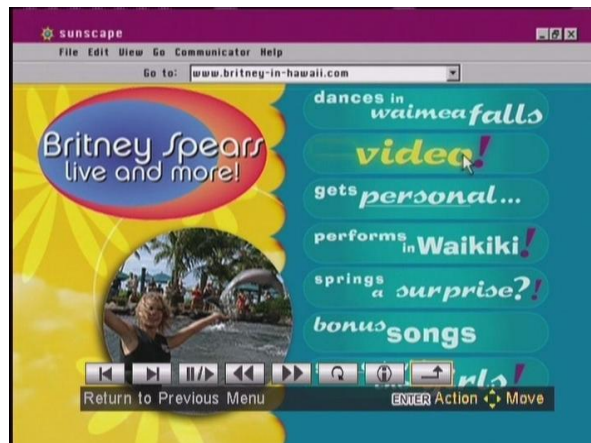 sunscape
File Edit View Go Communicator Help
Go to: www.britney-in-hawaii.com
Britney Spears
live and more!
dances in
waimea falls
video!
gets personal...
performs
in Waikiki!
springs
a surprise?!
bonus songs
rls!
Return to Previous Menu
ENTER Action Move